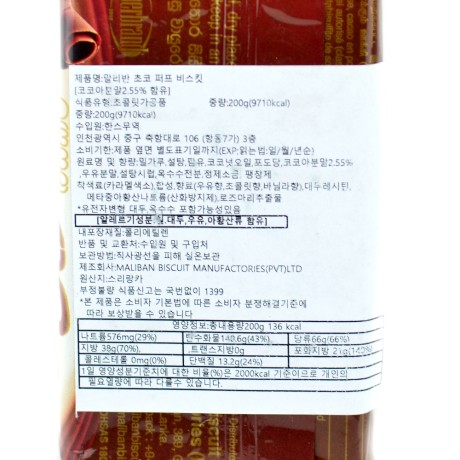 제품명:말리반 초코 퍼프 비스킷
[코코아분말2.55% 함유]
식품유형:초콜릿가공품 중량:200g(9710kcal)
중량:200g(9710kcal)
수입원:한스무역
인천광역시 중구 축항대로 106 (항동7가) 3층
소비기한:제품 옆면 별도표기일까지(EXP:읽는법:일/월/년순)
원료명 및 함량:밀가루,설탕,팜유,코코넛오일,포도당,코코아분말2.55%
,우유분말,설탕시럽,옥수수전분,정제소금, 팽창제
착색료(카라멜색소),합성,향료(우유향,초콜릿향,바닐라향),대두레시틴,
메타중아황산나트륨(산화방지제),로즈마리추출물
*유전자변형 대두,옥수수 포함가능성있음
[알레르기성분: 밀,대두,우유,아황산류 함유]
내포장재질:폴리에틸렌
반품 및 교환처:수입원 및 구입처
보관방법:직사광선을 피해 실온보관
제조회사:MALIBAN BISCUIT MANUFACTORIES(PVT)LTD
원산지:스리랑카
부정불량 식품신고는 국번없이 1399
*본 제품은 소비자 기본법에 따른 소비자 분쟁해결기준에
따라 보상받을 수 있습니다
영양정보:총내용량200g 136 kcal
나트륨576mg(29%) 탄수화물140.6g(43%) 당류66g(66%)
지방 38g(70%). .트랜스지방0g 포화지방 21g(140%)
콜레스테롤 0mg(0%) 단백질 13.2g(24%)
1일 영양성분기준치에 대한 비율(%)은 2000kcal 기준이므로 개인의
필요열량에 따라 다를수 있습니다.